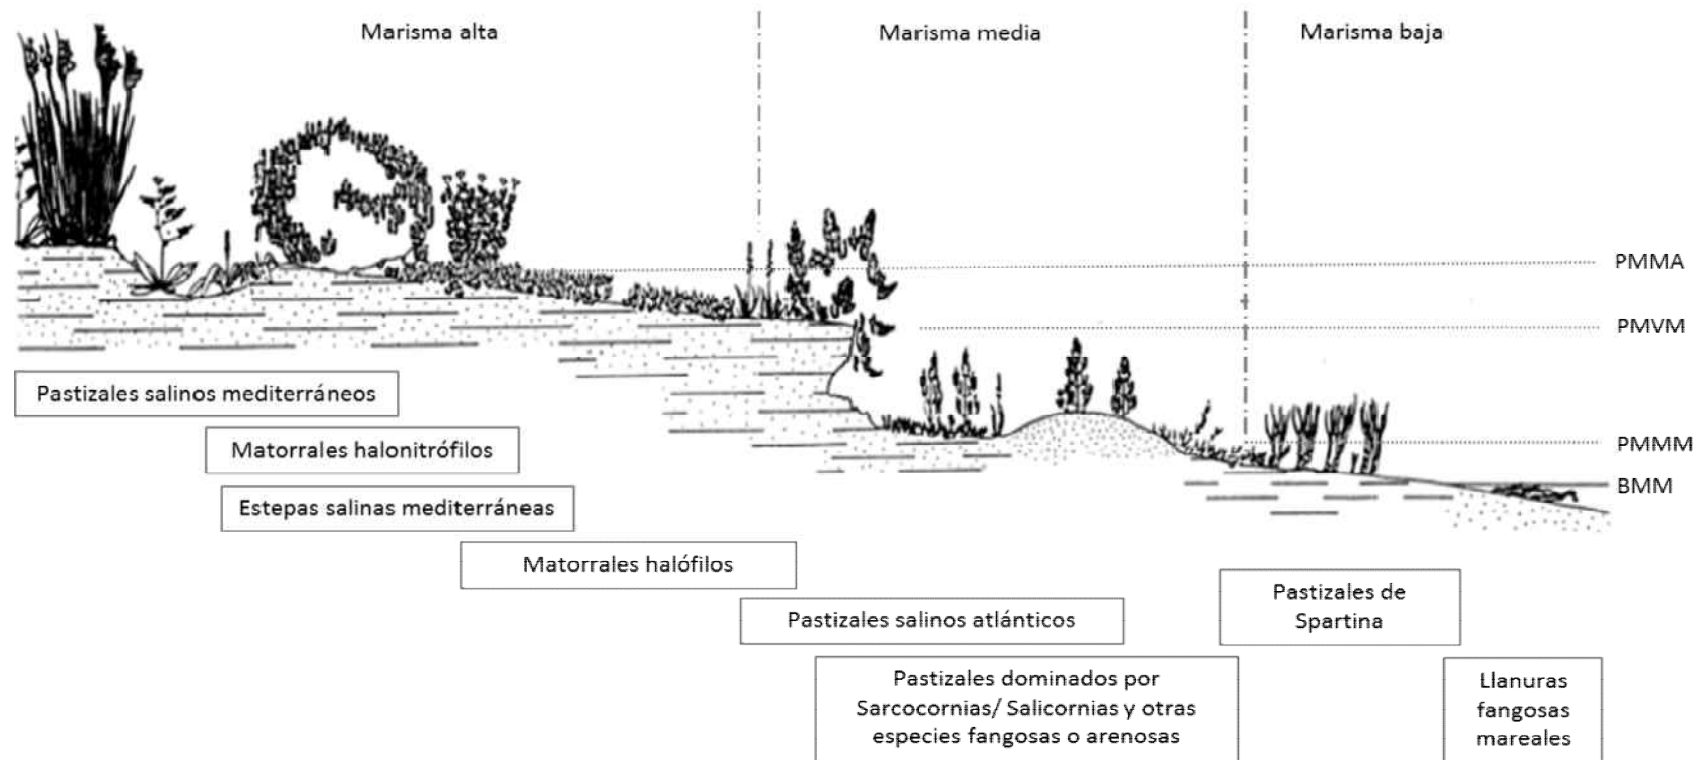 Marisma alta
Marisma media
Marisma baja
PMMA
PMVM
PMMM
BMM
Pastizales salinos mediterráneos
Matorrales halonitrófilos
Estepas salinas mediterráneas
Matorrales halófilos
Pastizales salinos atlánticos
Pastizales dominados por
Sarcocornias/ Salicornias y otras
especies fangosas o arenosas
Pastizales de
Spartina
Llanuras
fangosas
mareales